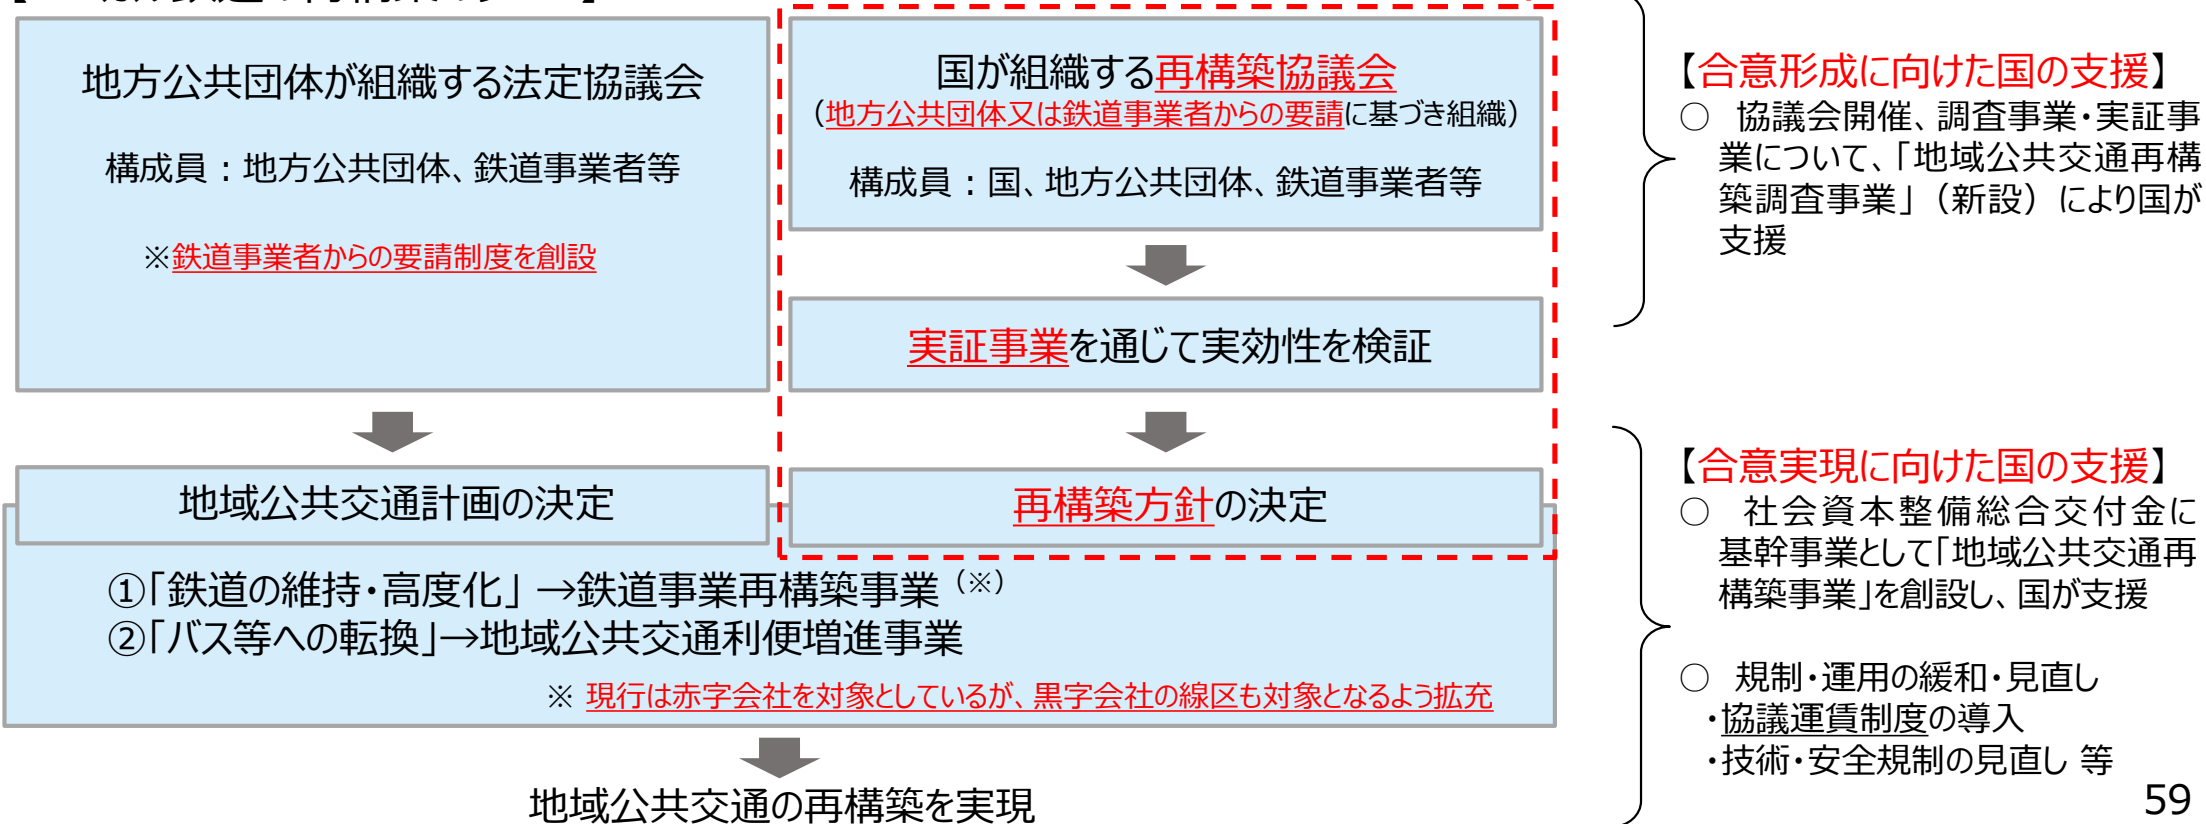 地方公共団体が組織する法定協議会
構成員：地方公共団体、鉄道事業者等
※鉄道事業者からの要請制度を創設
国が組織する再構築協議会
（地方公共団体又は鉄道事業者からの要請に基づき組織）
構成員：国、地方公共団体、鉄道事業者等
実証事業を通じて実効性を検証
地域公共交通計画の決定
再構築方針の決定
①「鉄道の維持・高度化」→鉄道事業再構築事業（※）
②「バス等への転換」→地域公共交通利便増進事業
※ 現行は赤字会社を対象としているが、黒字会社の線区も対象となるよう拡充
地域公共交通の再構築を実現
【合意形成に向けた国の支援】
○ 協議会開催、調査事業・実証事
業について、「地域公共交通再構
築調査事業」（新設）により国が
支援
【合意実現に向けた国の支援】
○ 社会資本整備総合交付金に
基幹事業として「地域公共交通再
構築事業」を創設し、国が支援
○ 規制・運用の緩和・見直し
・協議運賃制度の導入
・技術・安全規制の見直し 等
59